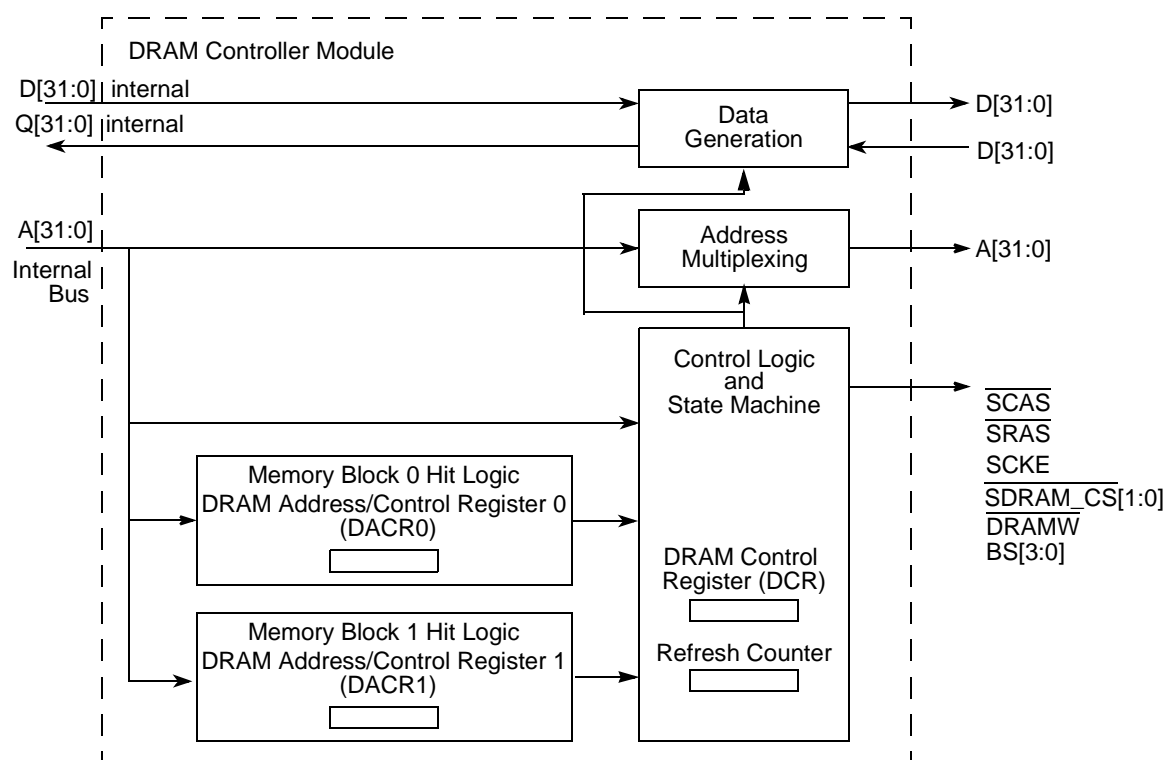 DRAM Controller Module
D[31:0] internal
Q[31:0] internal
Data
Generation
D[31:0]
D[31:0]
A[31:0]
Internal
Bus
Address
Multiplexing
A[31:0]
Control Logic
and
State Machine
SCAS
SRAS
SCKE
SDRAM_CS[1:0]
DRAMW
BS[3:0]
Memory Block 0 Hit Logic
DRAM Address/Control Register 0
(DACR0)
DRAM Control
Register (DCR)
Refresh Counter
Memory Block 1 Hit Logic
DRAM Address/Control Register 1
(DACR1)